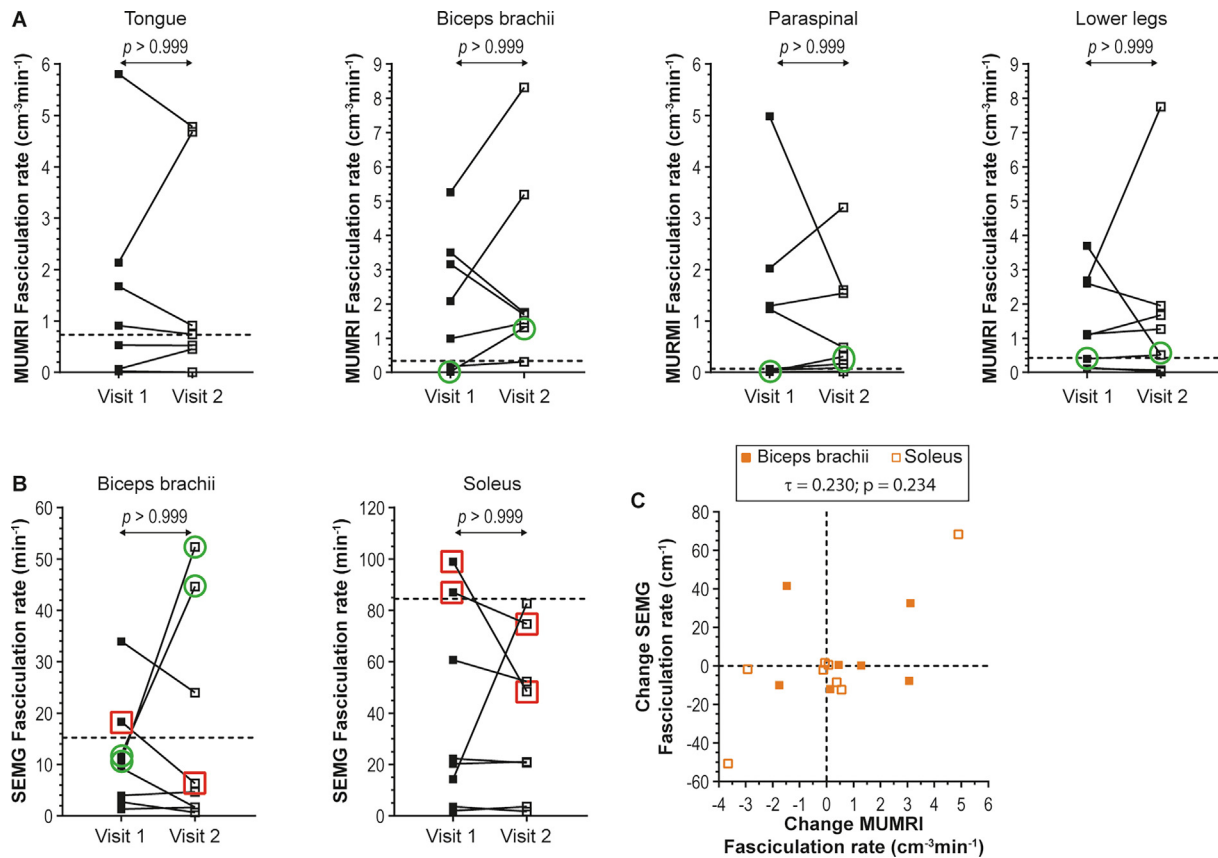 A
Tongue
p > 0.999
MUMRI Fasciculation rate (cm⁻³min⁻¹)
6
5
4
3
2
1
0
Visit 1 Visit 2
Biceps brachii
p > 0.999
MUMRI Fasciculation rate (cm⁻³min⁻¹)
9
8
7
6
5
4
3
2
1
0
Visit 1 Visit 2
Paraspinal
p > 0.999
MURMI Fasciculation rate (cm⁻³min⁻¹)
6
5
4
3
2
1
0
Visit 1 Visit 2
Lower legs
p > 0.999
MUMRI Fasciculation rate (cm⁻³min⁻¹)
9
8
7
6
5
4
3
2
1
0
Visit 1 Visit 2
B
Biceps brachii
p > 0.999
SEMG Fasciculation rate (min⁻¹)
60
50
40
30
20
10
0
Visit 1 Visit 2
Soleus
p > 0.999
SEMG Fasciculation rate (min⁻¹)
120
100
80
60
40
20
0
Visit 1 Visit 2
C
Biceps brachii Soleus
τ = 0.230; p = 0.234
Change SEMG
Fasciculation rate (cm⁻¹)
80
60
40
20
0
-20
-40
-60
-4 -3 -2 -1 0 1 2 3 4 5 6
Change MUMRI
Fasciculation rate (cm⁻³min⁻¹)